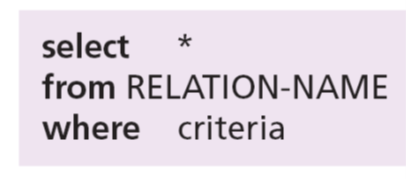 select *
from RELATION-NAME
where criteria